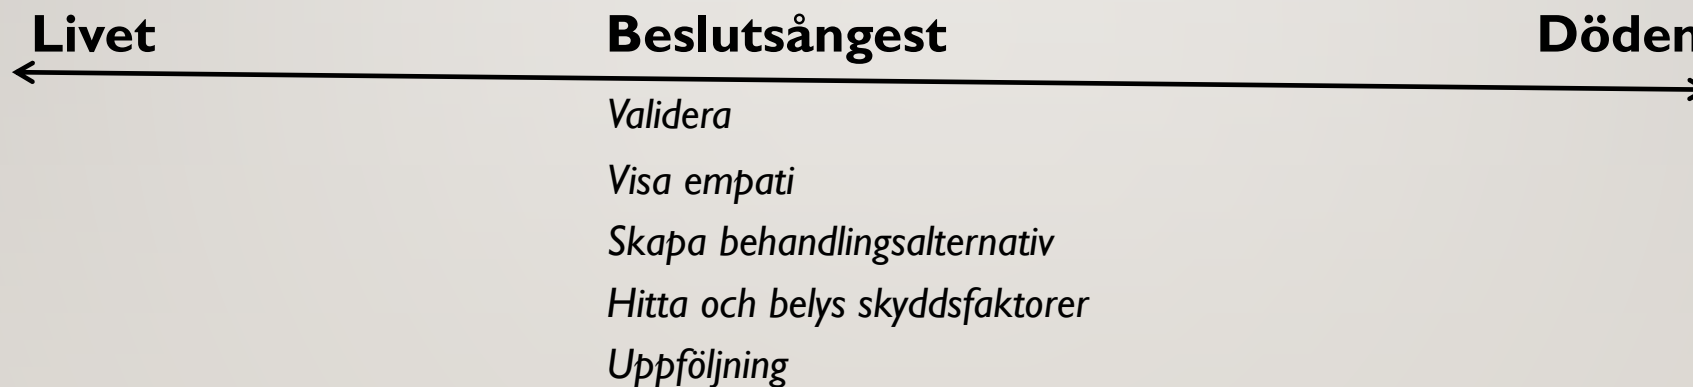 Livet Beslutsångest Döden
Validera
Visa empati
Skapa behandlingsalternativ
Hitta och belys skyddsfaktorer
Uppföljning